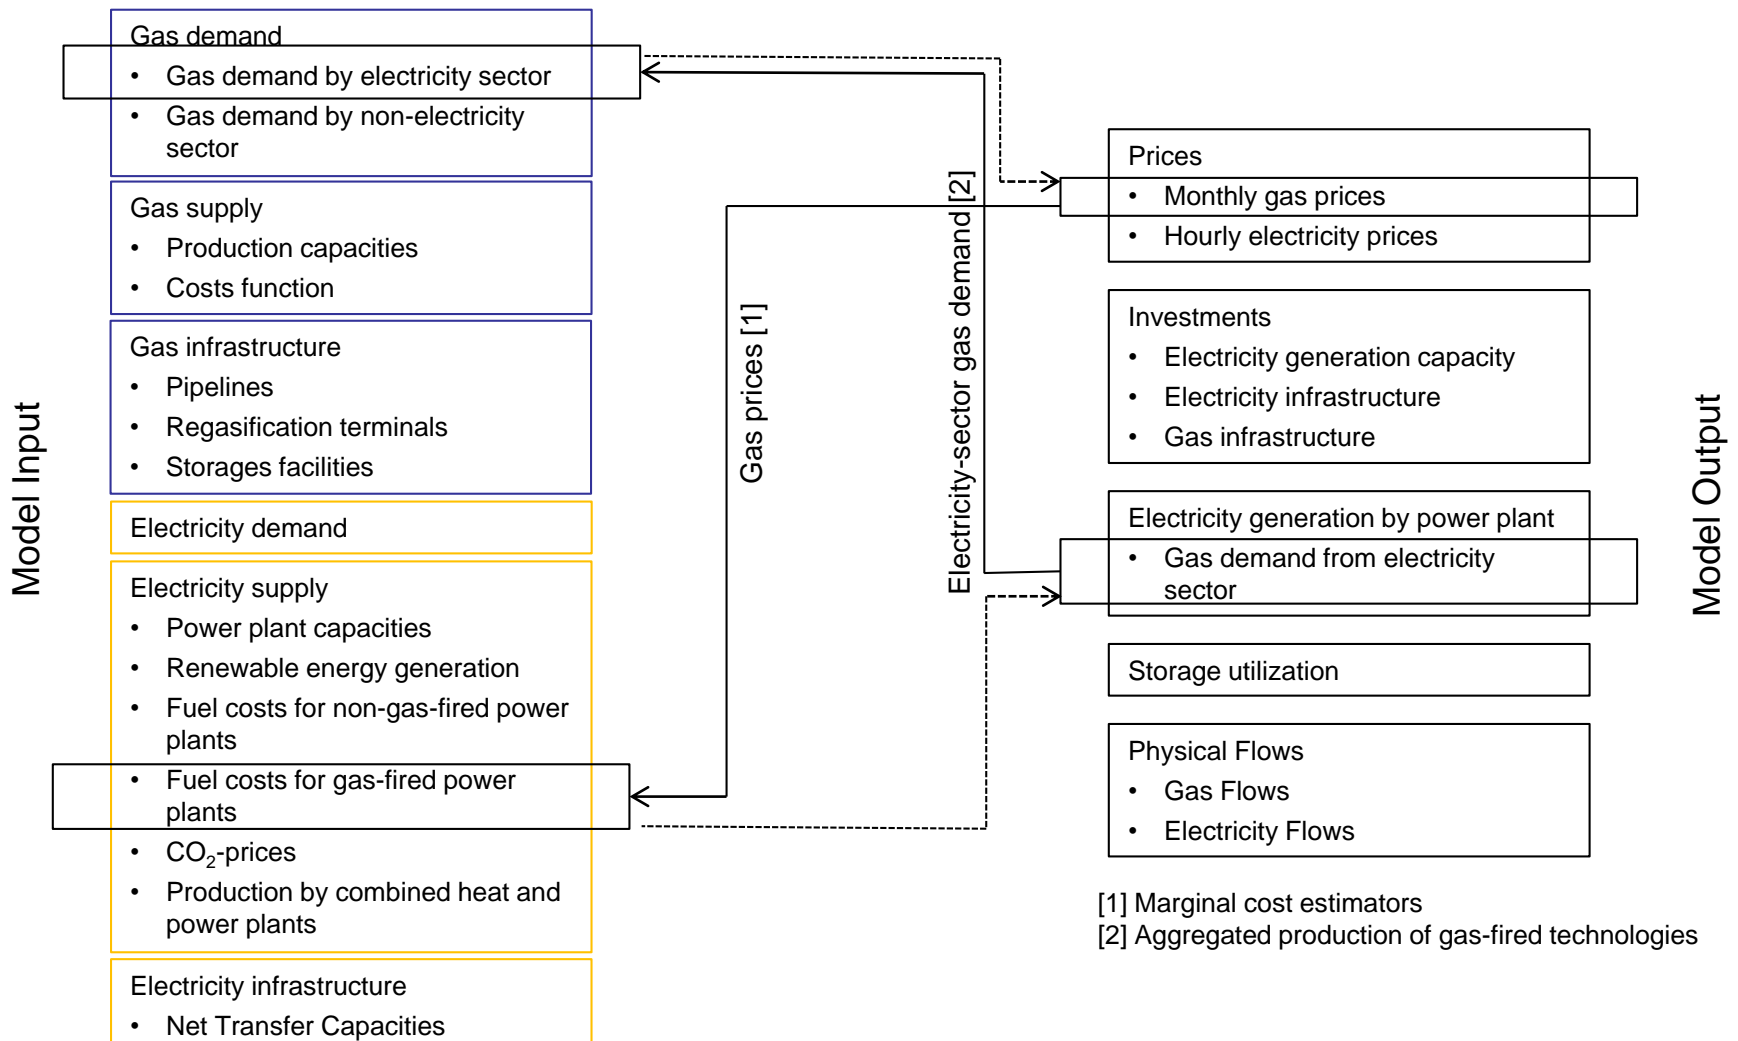 Model Input
Gas demand
• Gas demand by electricity sector
• Gas demand by non-electricity
sector
Gas supply
• Production capacities
• Costs function
Gas infrastructure
• Pipelines
• Regasification terminals
• Storages facilities
Electricity demand
Electricity supply
• Power plant capacities
• Renewable energy generation
• Fuel costs for non-gas-fired power
plants
• Fuel costs for gas-fired power
plants
• CO₂-prices
• Production by combined heat and
power plants
Electricity infrastructure
• Net Transfer Capacities
Gas prices [1]
Electricity-sector gas demand [2]
Prices
• Monthly gas prices
• Hourly electricity prices
Investments
• Electricity generation capacity
• Electricity infrastructure
• Gas infrastructure
Electricity generation by power plant
• Gas demand from electricity
sector
Storage utilization
Physical Flows
• Gas Flows
• Electricity Flows
[1] Marginal cost estimators
[2] Aggregated production of gas-fired technologies
Model Output